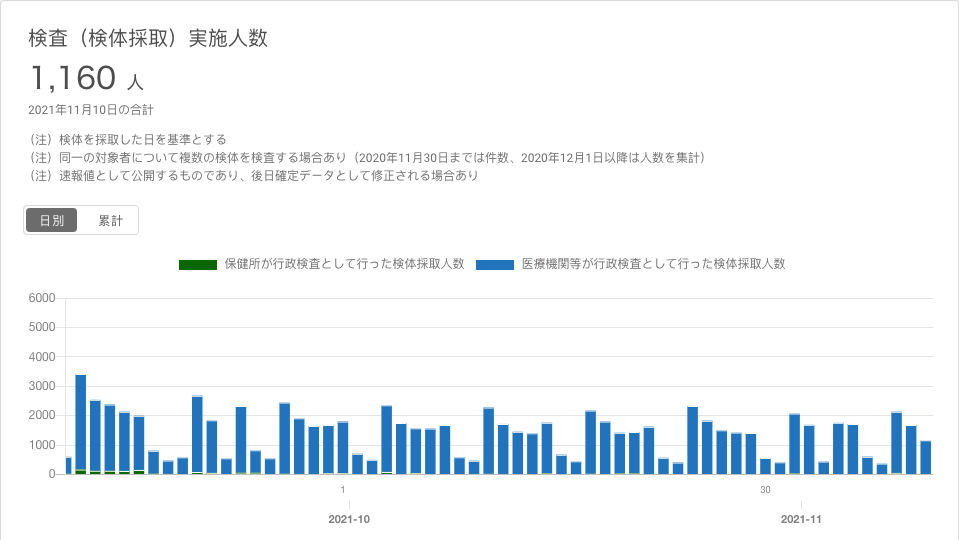 検査（検体採取）実施人数
1,160 人
2021年11月10日の合計
（注）検体を採取した日を基準とする
（注）同一の対象者について複数の検体を検査する場合あり（2020年11月30日までは件数、2020年12月1日以降は人数を集計）
（注）速報値として公開するものであり、後日確定データとして修正される場合あり
日別 累計
保健所が行政検査として行った検体採取人数 医療機関等が行政検査として行った検体採取人数
6000
5000
4000
3000
2000
1000
0
1 30
2021-10 2021-11